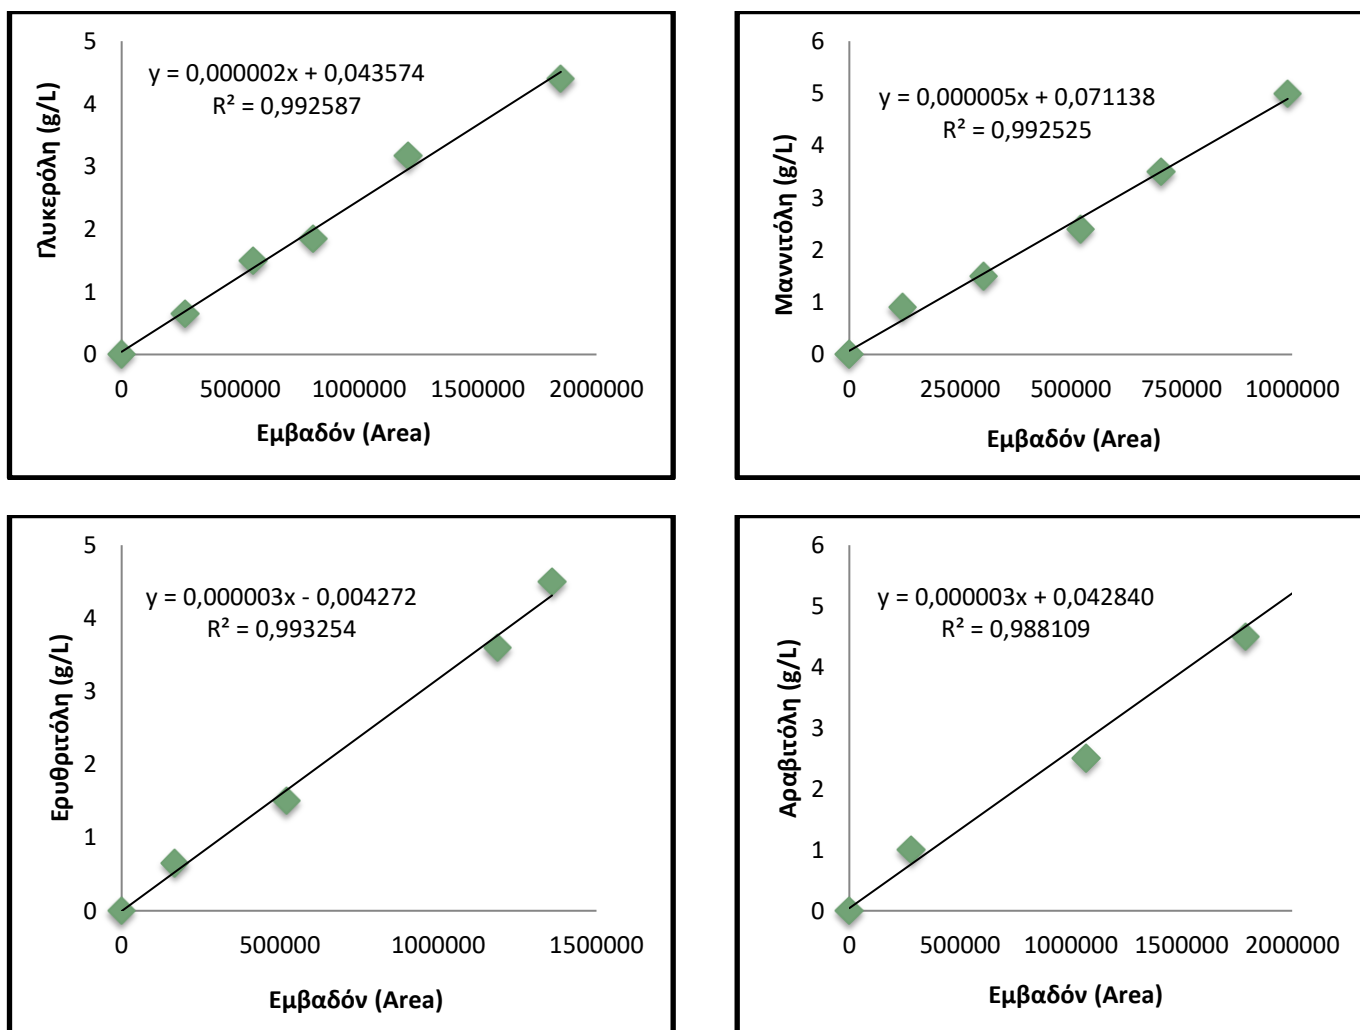 Γλυκερόλη (g/L)
5
4
3
2
1
0
y = 0,000002x + 0,043574
R² = 0,992587
0 500000 1000000 1500000 2000000
Εμβαδόν (Area)
Μαννιτόλη (g/L)
6
5
4
3
2
1
0
y = 0,000005x + 0,071138
R² = 0,992525
0 250000 500000 750000 1000000
Εμβαδόν (Area)
Ερυθριτόλη (g/L)
5
4
3
2
1
0
y = 0,000003x - 0,004272
R² = 0,993254
0 500000 1000000 1500000
Εμβαδόν (Area)
Αραβιτόλη (g/L)
6
5
4
3
2
1
0
y = 0,000003x + 0,042840
R² = 0,988109
0 500000 1000000 1500000 2000000
Εμβαδόν (Area)